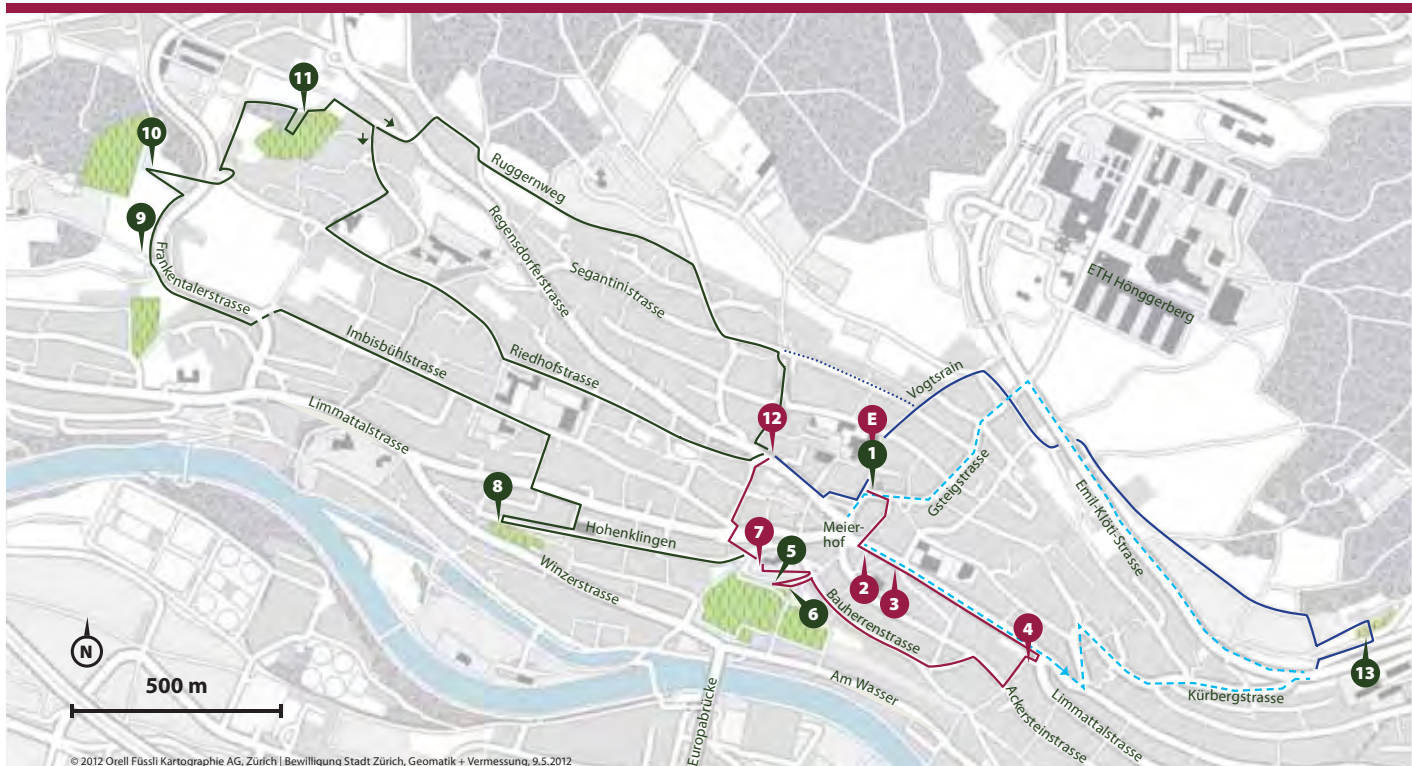 11
10
Ruggernweg
9
Regensdorferstrasse
Frankentalerstrasse
Segantinistrasse
ETH Hönggerberg
Imbisbühlstrasse
Riedhofstrasse
Vogtsrain
Limmattalstrasse
12
E
1
Gsteigstrasse
8
Hohenklingen
Meier-
hof
Emil-Klöti-Strasse
7
5
2
3
Winzerstrasse
6
Bauherrenstrasse
4
N
500 m
13
Am Wasser
Kürbergstrasse
Ackersteinstrasse
Limmattalstrasse
Europabrücke
© 2012 Orell Füssli Kartographie AG, Zürich | Bewilligung Stadt Zürich, Geomatik + Vermessung, 9.5.2012